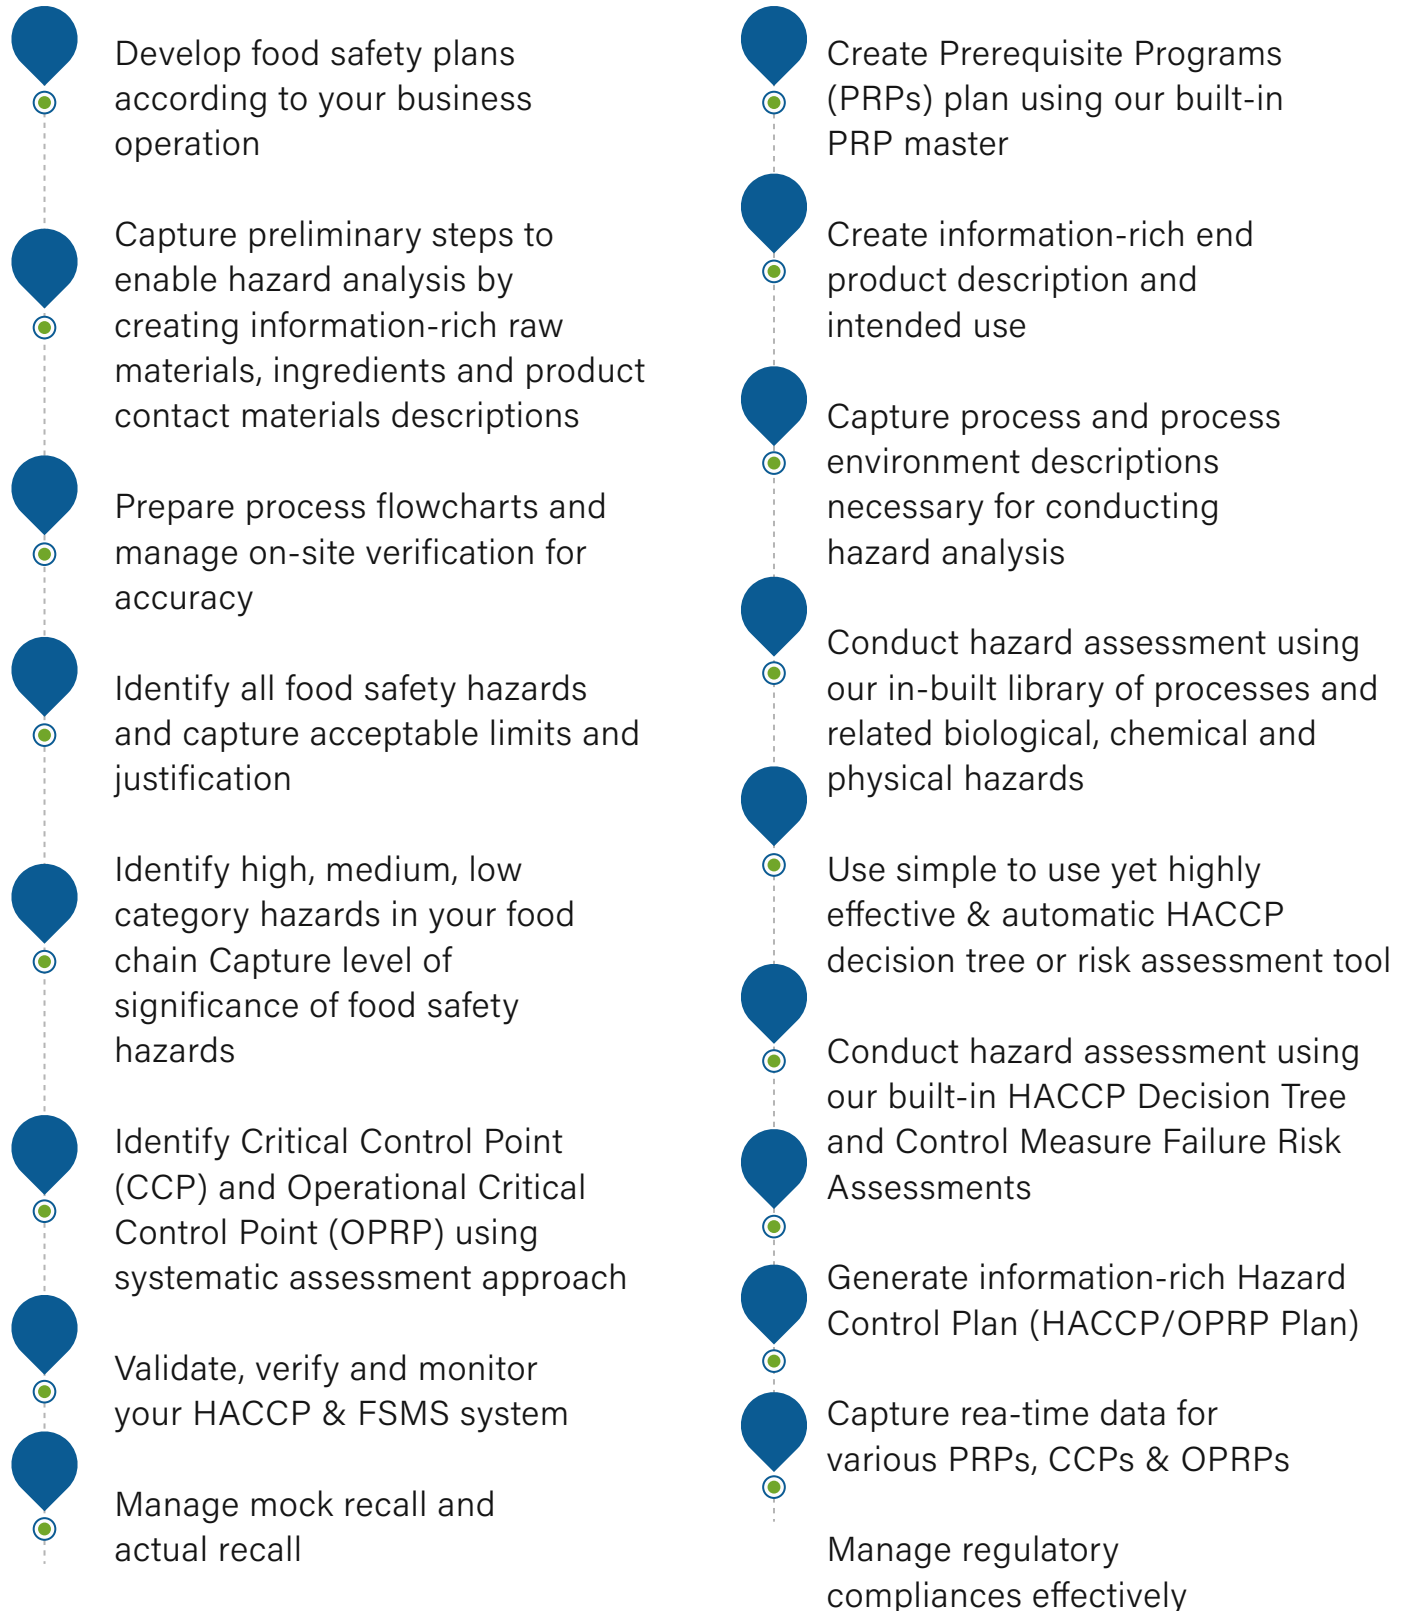 Develop food safety plans
according to your business
operation
Capture preliminary steps to
enable hazard analysis by
creating information-rich raw
materials, ingredients and product
contact materials descriptions
Prepare process flowcharts and
manage on-site verification for
accuracy
Identify all food safety hazards
and capture acceptable limits and
justification
Identify high, medium, low
category hazards in your food
chain Capture level of
significance of food safety
hazards
Identify Critical Control Point
(CCP) and Operational Critical
Control Point (OPRP) using
systematic assessment approach
Validate, verify and monitor
your HACCP & FSMS system
Manage mock recall and
actual recall
Create Prerequisite Programs
(PRPs) plan using our built-in
PRP master
Create information-rich end
product description and
intended use
Capture process and process
environment descriptions
necessary for conducting
hazard analysis
Conduct hazard assessment using
our in-built library of processes and
related biological, chemical and
physical hazards
Use simple to use yet highly
effective & automatic HACCP
decision tree or risk assessment tool
Conduct hazard assessment using
our built-in HACCP Decision Tree
and Control Measure Failure Risk
Assessments
Generate information-rich Hazard
Control Plan (HACCP/OPRP Plan)
Capture rea-time data for
various PRPs, CCPs & OPRPs
Manage regulatory
compliances effectively